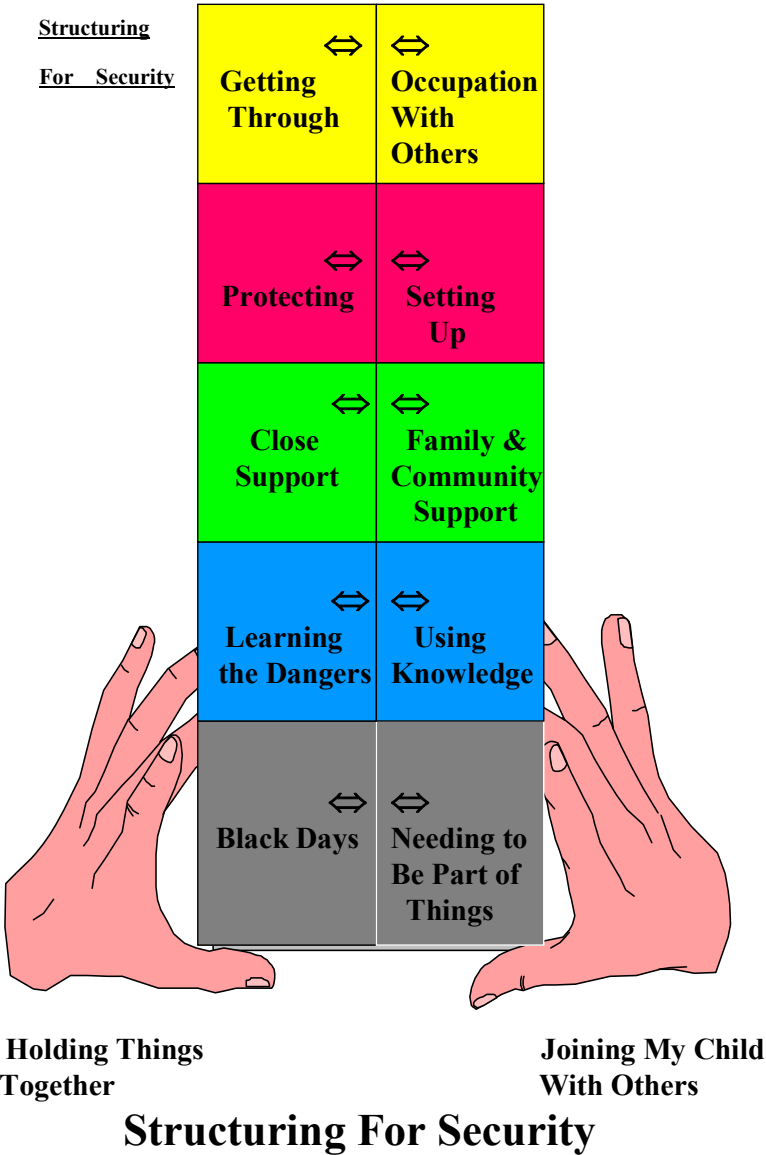 Structuring
For Security
⇔ ⇔
Getting
Through
Occupation
With
Others
⇔ ⇔
Protecting
Setting
Up
⇔ ⇔
Close
Support
Family &
Community
Support
⇔ ⇔
Learning
the Dangers
Using
Knowledge
⇔ ⇔
Black Days
Needing to
Be Part of
Things
Holding Things
Together
Joining My Child
With Others
Structuring For Security